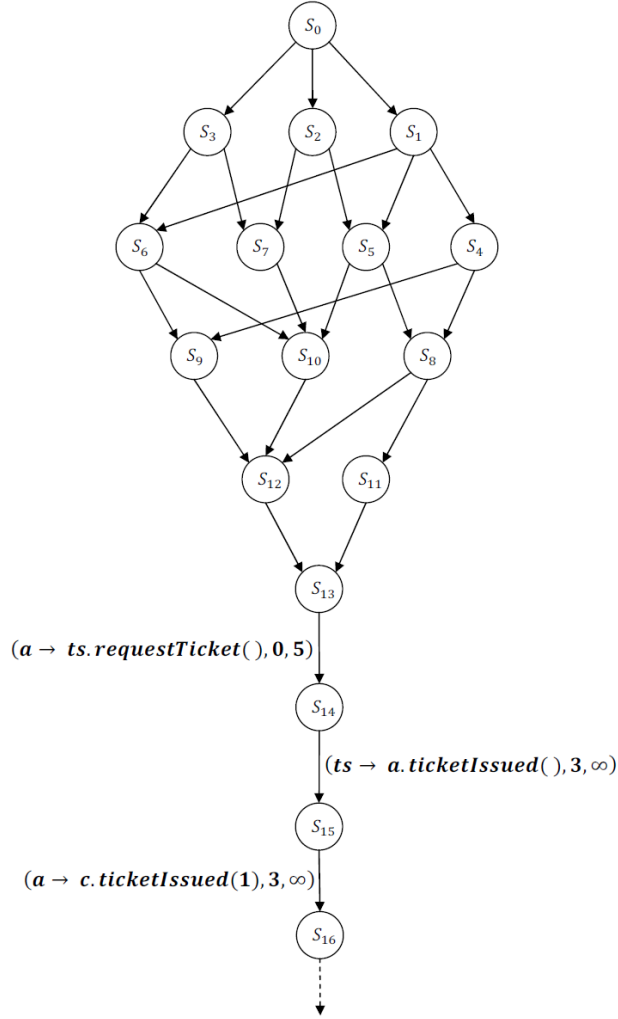 S₀
S₃ S₂ S₁
S₆ S₇ S₅ S₄
S₉ S₁₀ S₈
S₁₂ S₁₁
S₁₃
(a → ts.requestTicket( ), 0, 5)
S₁₄
(ts → a.ticketIssued( ), 3, ∞)
S₁₅
(a → c.ticketIssued(1), 3, ∞)
S₁₆